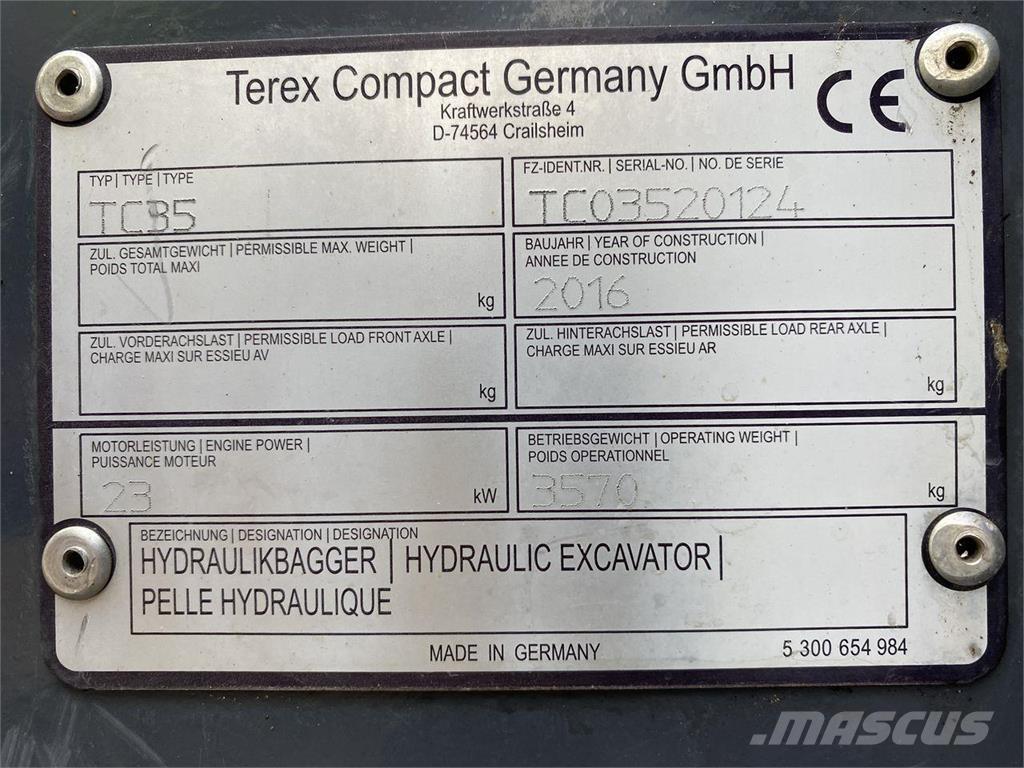 Terex Compact Germany GmbH
Kraftwerkstraße 4
D-74564 Crailsheim
CE
TYP | TYPE | TYPE
TC35
FZ-IDENT.NR. | SERIAL-NO. | NO. DE SERIE
TC03520124
ZUL. GESAMTGEWICHT | PERMISSIBLE MAX. WEIGHT |
POIDS TOTAL MAXI
kg
BAUJAHR | YEAR OF CONSTRUCTION |
ANNEE DE CONSTRUCTION
2016
ZUL. VORDERACHSLAST | PERMISSIBLE LOAD FRONT AXLE |
CHARGE MAXI SUR ESSIEU AV
kg
ZUL. HINTERACHSLAST | PERMISSIBLE LOAD REAR AXLE |
CHARGE MAXI SUR ESSIEU AR
kg
MOTORLEISTUNG | ENGINE POWER |
PUISSANCE MOTEUR
23 kW
BETRIEBSGEWICHT | OPERATING WEIGHT |
POIDS OPERATIONNEL
3570 kg
BEZEICHNUNG | DESIGNATION | DESIGNATION
HYDRAULIKBAGGER | HYDRAULIC EXCAVATOR |
PELLE HYDRAULIQUE
MADE IN GERMANY
5 300 654 984
MASCUS